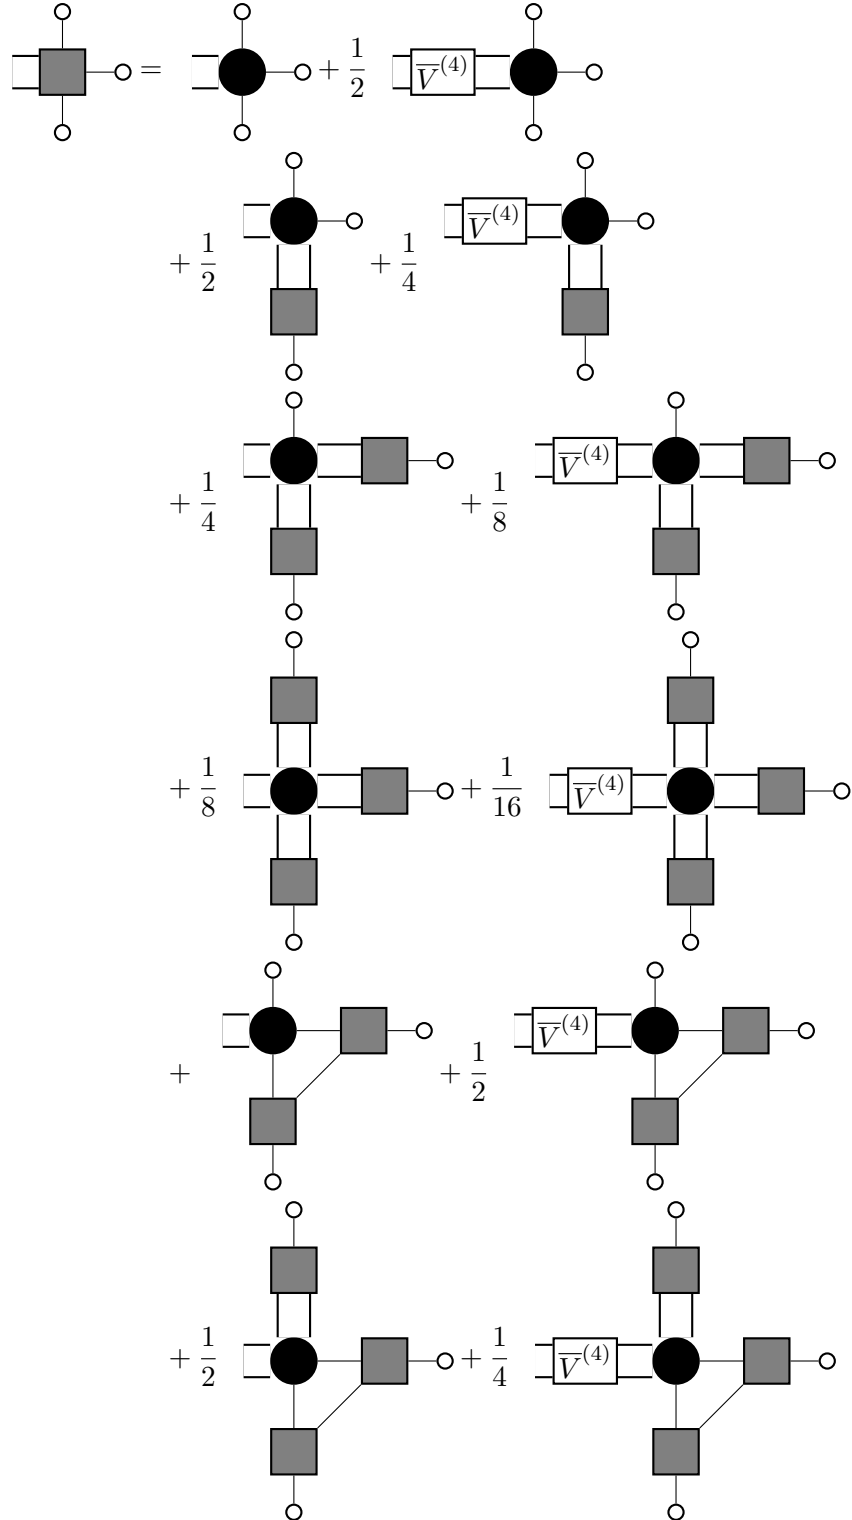 = + 1/2 V̅^{(4)}
+ 1/2 + 1/4 V̅^{(4)}
+ 1/4 + 1/8 V̅^{(4)}
+ 1/8 + 1/16 V̅^{(4)}
+ + 1/2 V̅^{(4)}
+ 1/2 + 1/4 V̅^{(4)}